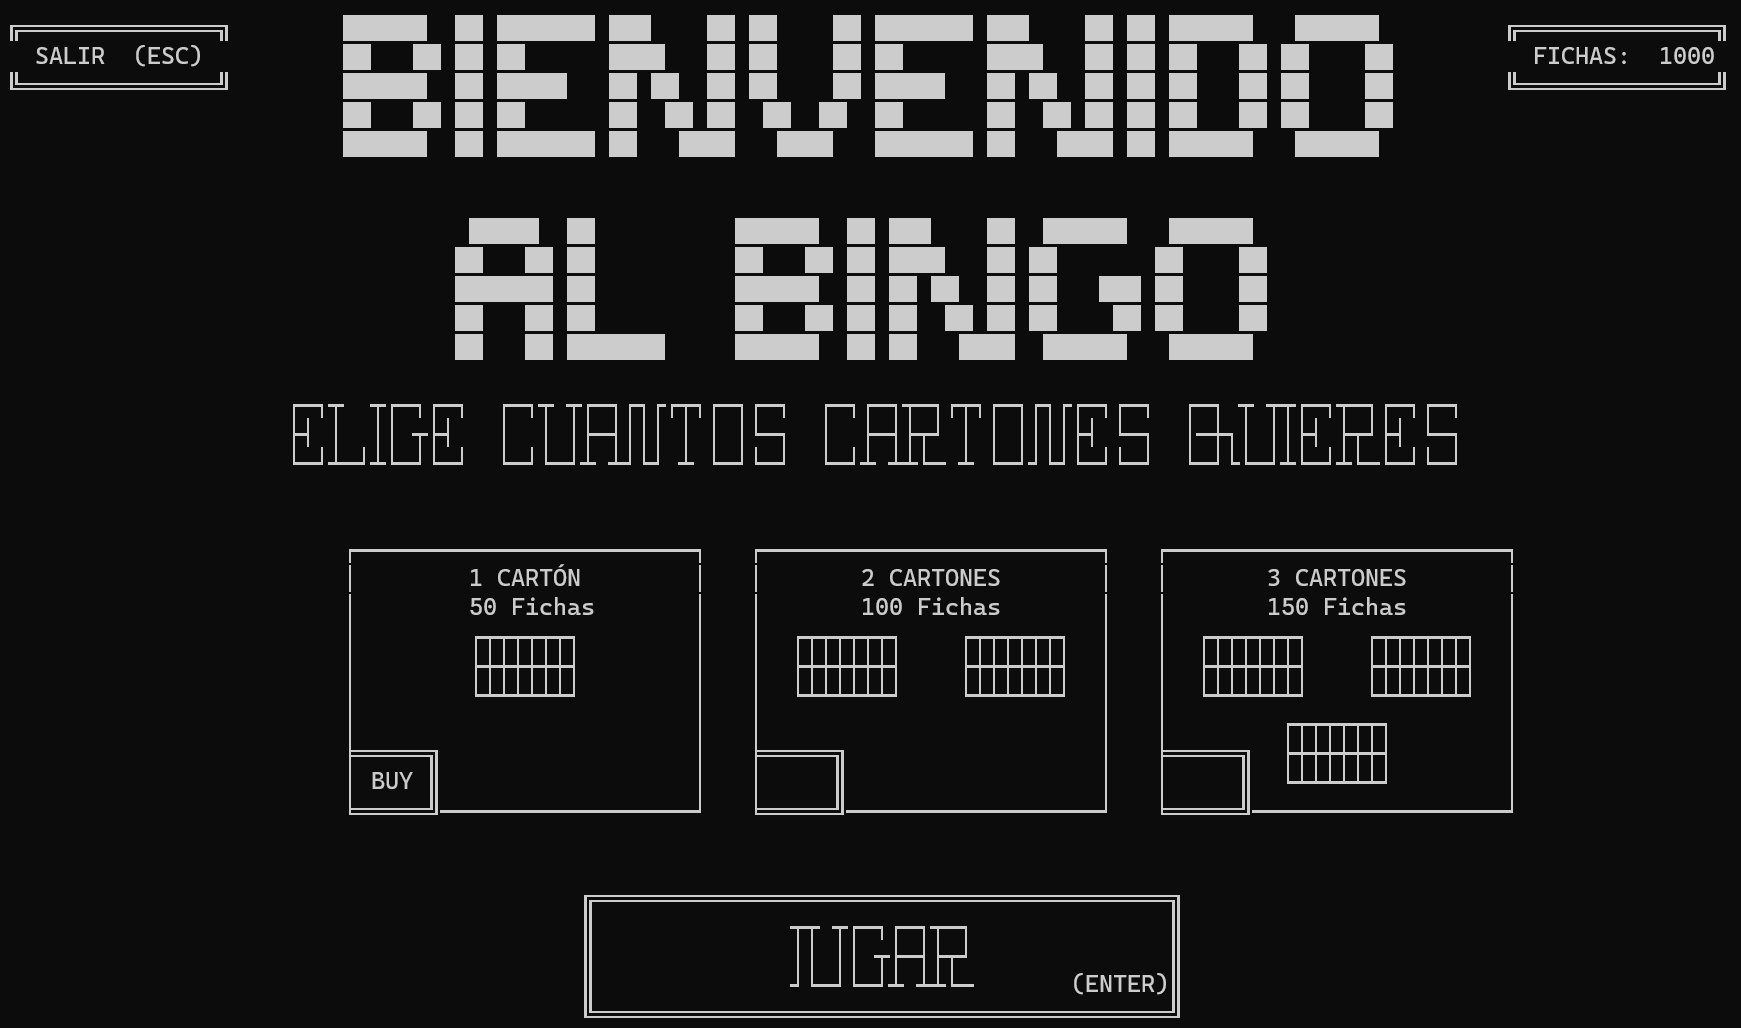 SALIR (ESC)
BIENVENIDO
FICHAS: 1000
AL BINGO
ELIGE CUANTOS CARTONES QUIERES
1 CARTÓN
50 Fichas
BUY
2 CARTONES
100 Fichas
3 CARTONES
150 Fichas
JUGAR
(ENTER)